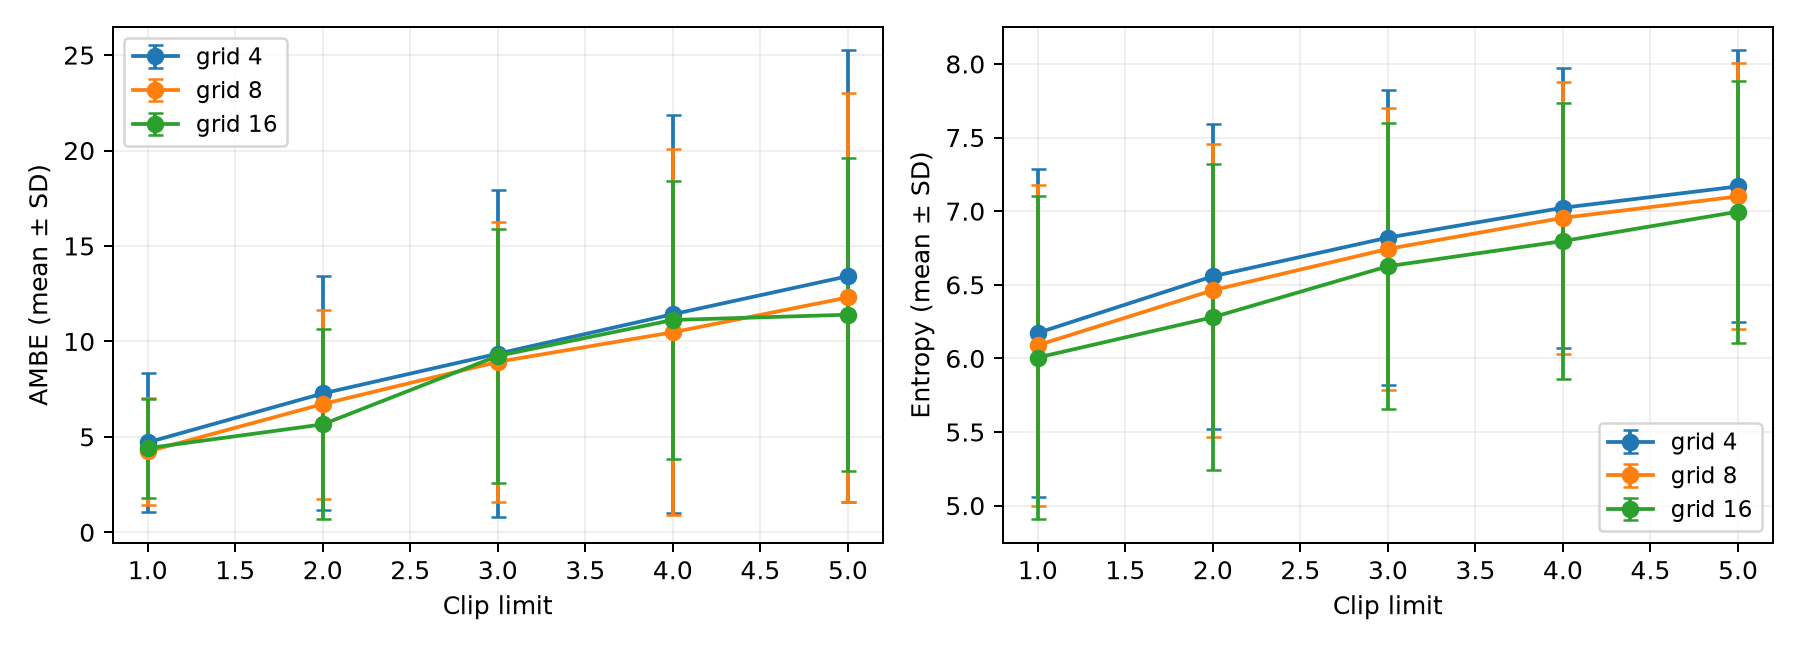 AMBE (mean ± SD)
25
20
15
10
5
0
grid 4
grid 8
grid 16
1.0 1.5 2.0 2.5 3.0 3.5 4.0 4.5 5.0
Clip limit
Entropy (mean ± SD)
8.0
7.5
7.0
6.5
6.0
5.5
5.0
grid 4
grid 8
grid 16
1.0 1.5 2.0 2.5 3.0 3.5 4.0 4.5 5.0
Clip limit